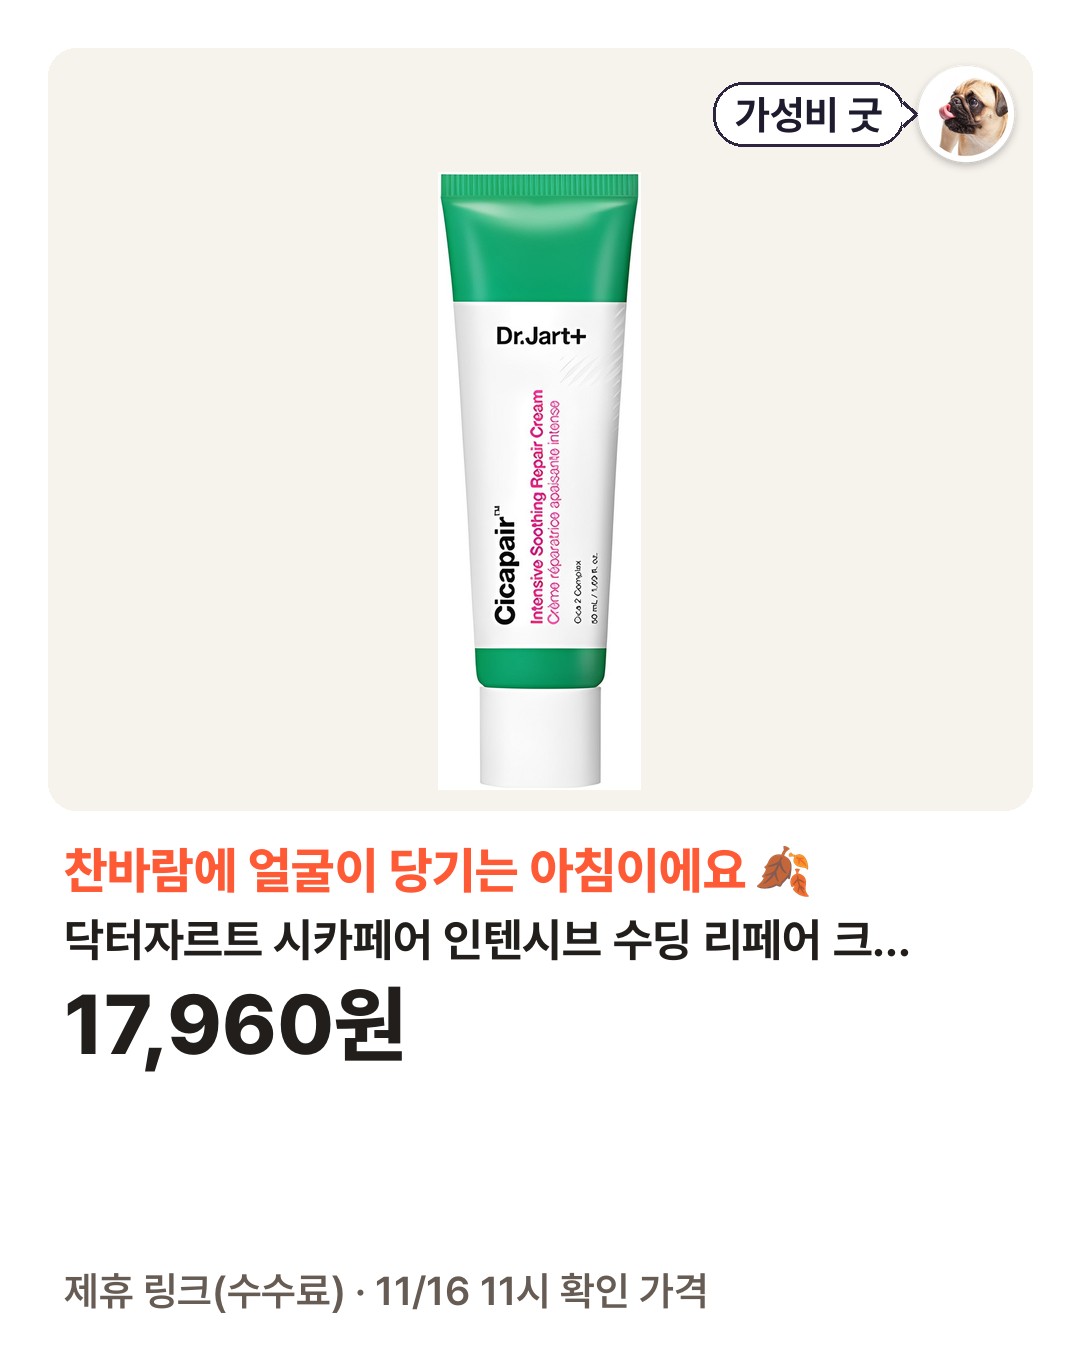 가성비 굿
Dr.Jart+
Cicapair™
Intensive Soothing Repair Cream
Crème réparatrice apaisante intense
Cica 2 Complex
50 mL / 1.69 fl. oz.
찬바람에 얼굴이 당기는 아침이에요 🍂
닥터자르트 시카페어 인텐시브 수딩 리페어 크...
17,960원
제휴 링크(수수료) · 11/16 11시 확인 가격